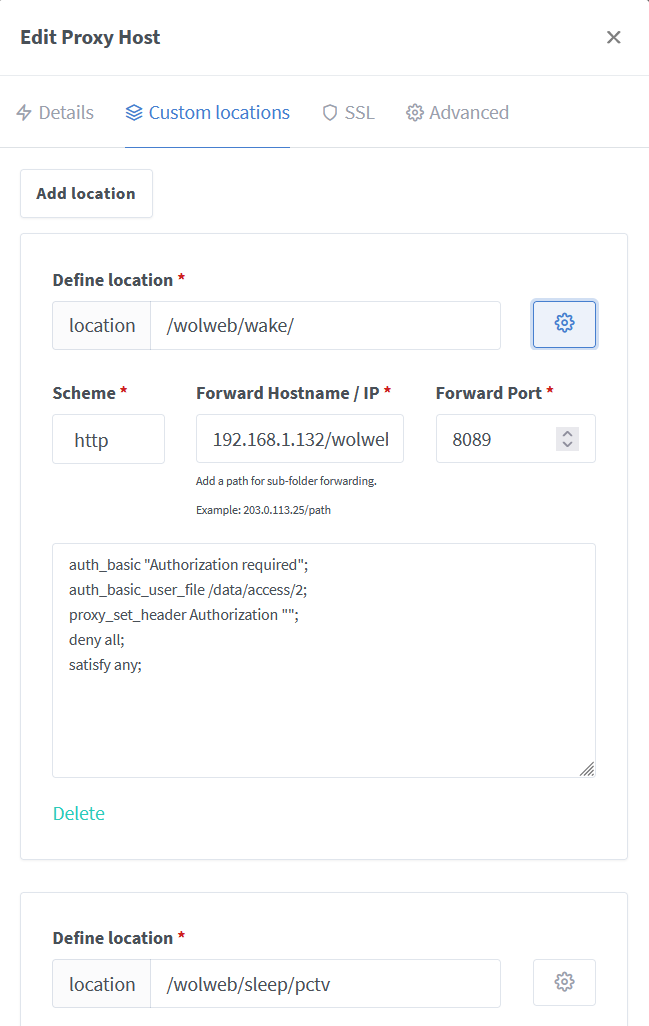 Edit Proxy Host
Details Custom locations SSL Advanced
Add location
Define location *
location /wolweb/wake/
Scheme * Forward Hostname / IP * Forward Port *
http 192.168.1.132/wolwel 8089
Add a path for sub-folder forwarding.
Example: 203.0.113.25/path
auth_basic "Authorization required";
auth_basic_user_file /data/access/2;
proxy_set_header Authorization "";
deny all;
satisfy any;
Delete
Define location *
location /wolweb/sleep/pctv